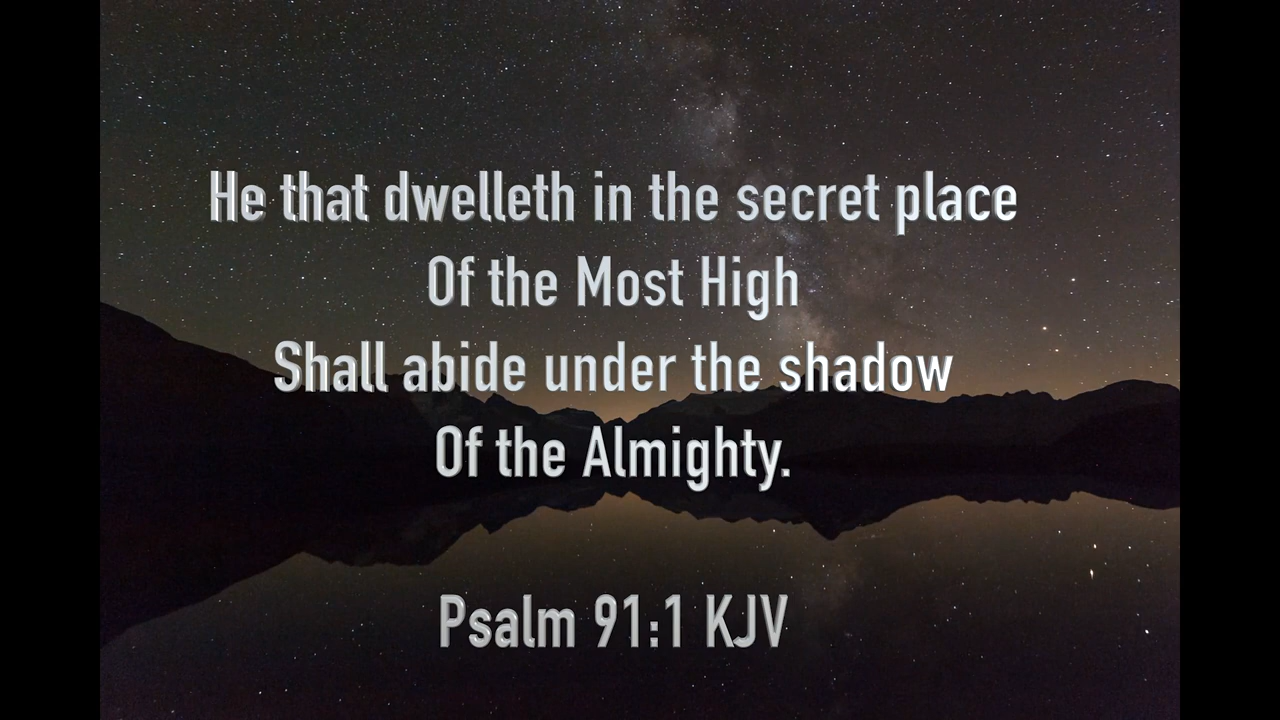 He that dwelleth in the secret place
Of the Most High
Shall abide under the shadow
Of the Almighty.
Psalm 91:1 KJV